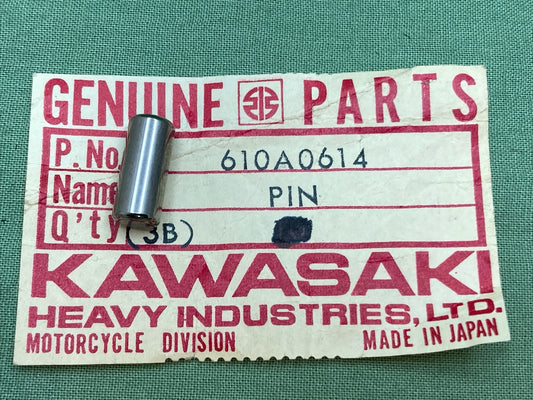 GENUINE PARTS
P. No. 610A0614
Name PIN
Q'ty (3B)
KAWASAKI
HEAVY INDUSTRIES, LTD.
MOTORCYCLE DIVISION MADE IN JAPAN